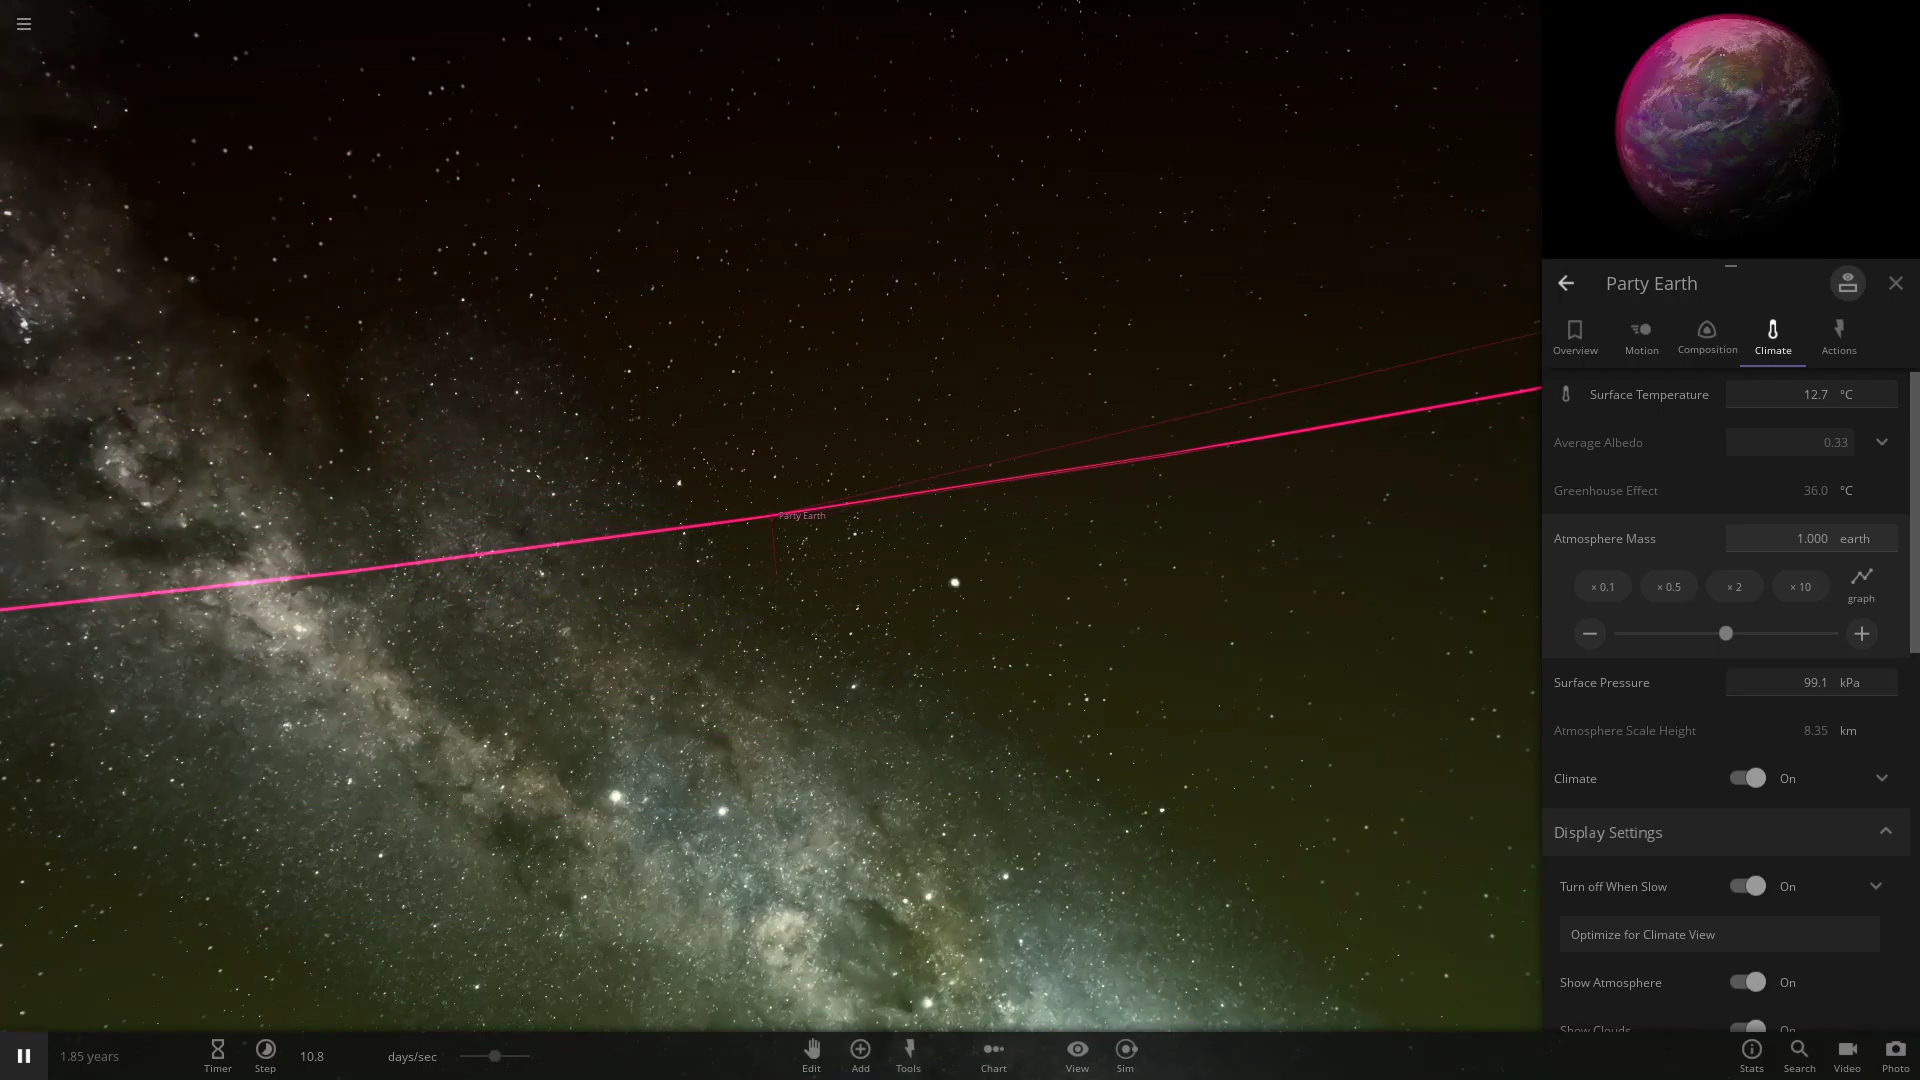 Party Earth
Overview
Motion
Composition
Climate
Actions
Surface Temperature 12.7 °C
Average Albedo 0.33
Greenhouse Effect 36.0 °C
Atmosphere Mass 1.000 earth
× 0.1 × 0.5 × 2 × 10 graph
Surface Pressure 99.1 kPa
Atmosphere Scale Height 8.35 km
Climate On
Display Settings
Turn off When Slow On
Optimize for Climate View
Show Atmosphere On
Show Clouds On
Party Earth
1.85 years
Timer
Step
10.8 days/sec
Edit
Add
Tools
Chart
View
Sim
Stats
Search
Video
Photo